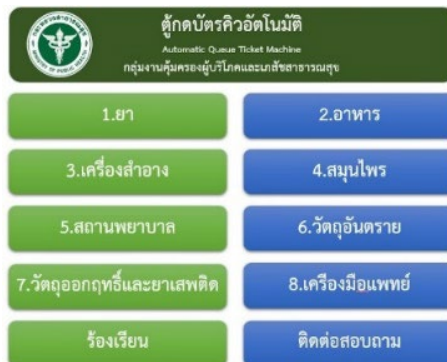 ตู้กดบัตรคิวอัตโนมัติ
Automatic Queue Ticket Machine
กลุ่มงานคุ้มครองผู้บริโภคและเภสัชสาธารณสุข
1.ยา
2.อาหาร
3.เครื่องสำอาง
4.สมุนไพร
5.สถานพยาบาล
6.วัตถุอันตราย
7.วัตถุออกฤทธิ์และยาเสพติด
8.เครื่องมือแพทย์
ร้องเรียน
ติดต่อสอบถาม